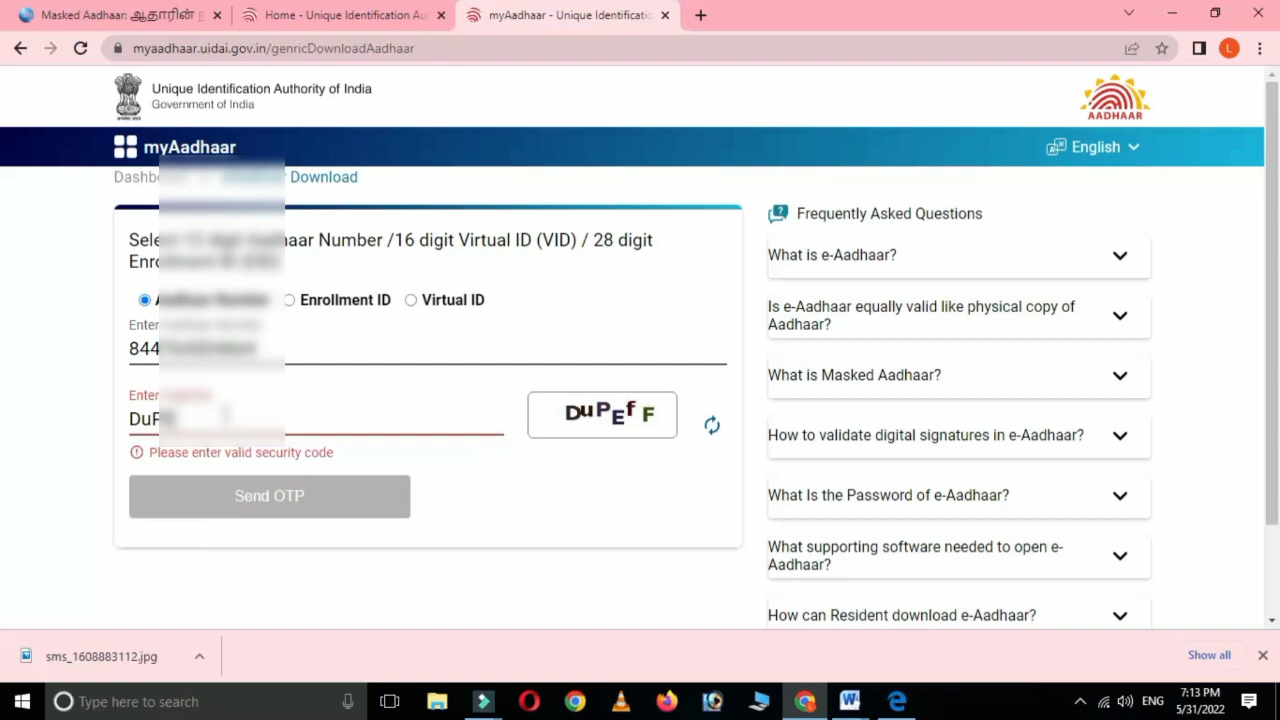 Masked Aadhaar: ஆதாரின்
Home - Unique Identification Aut
myAadhaar - Unique Identificatio
myaadhaar.uidai.gov.in/genricDownloadAadhaar
L
Unique Identification Authority of India
Government of India
AADHAAR
myAadhaar
English
Download
digit Virtual ID (VID) / 28 digit
Number /16
Enrollment ID
Virtual ID
Enter
844
Enter
DuP
DuPEfF
Please enter valid security code
Send OTP
Frequently Asked Questions
What is e-Aadhaar?
Is e-Aadhaar equally valid like physical copy of
Aadhaar?
What is Masked Aadhaar?
How to validate digital signatures in e-Aadhaar?
What Is the Password of e-Aadhaar?
What supporting software needed to open e-
Aadhaar?
How can Resident download e-Aadhaar?
sms_1608883112.jpg
Show all
Type here to search
ENG
7:13 PM
5/31/2022